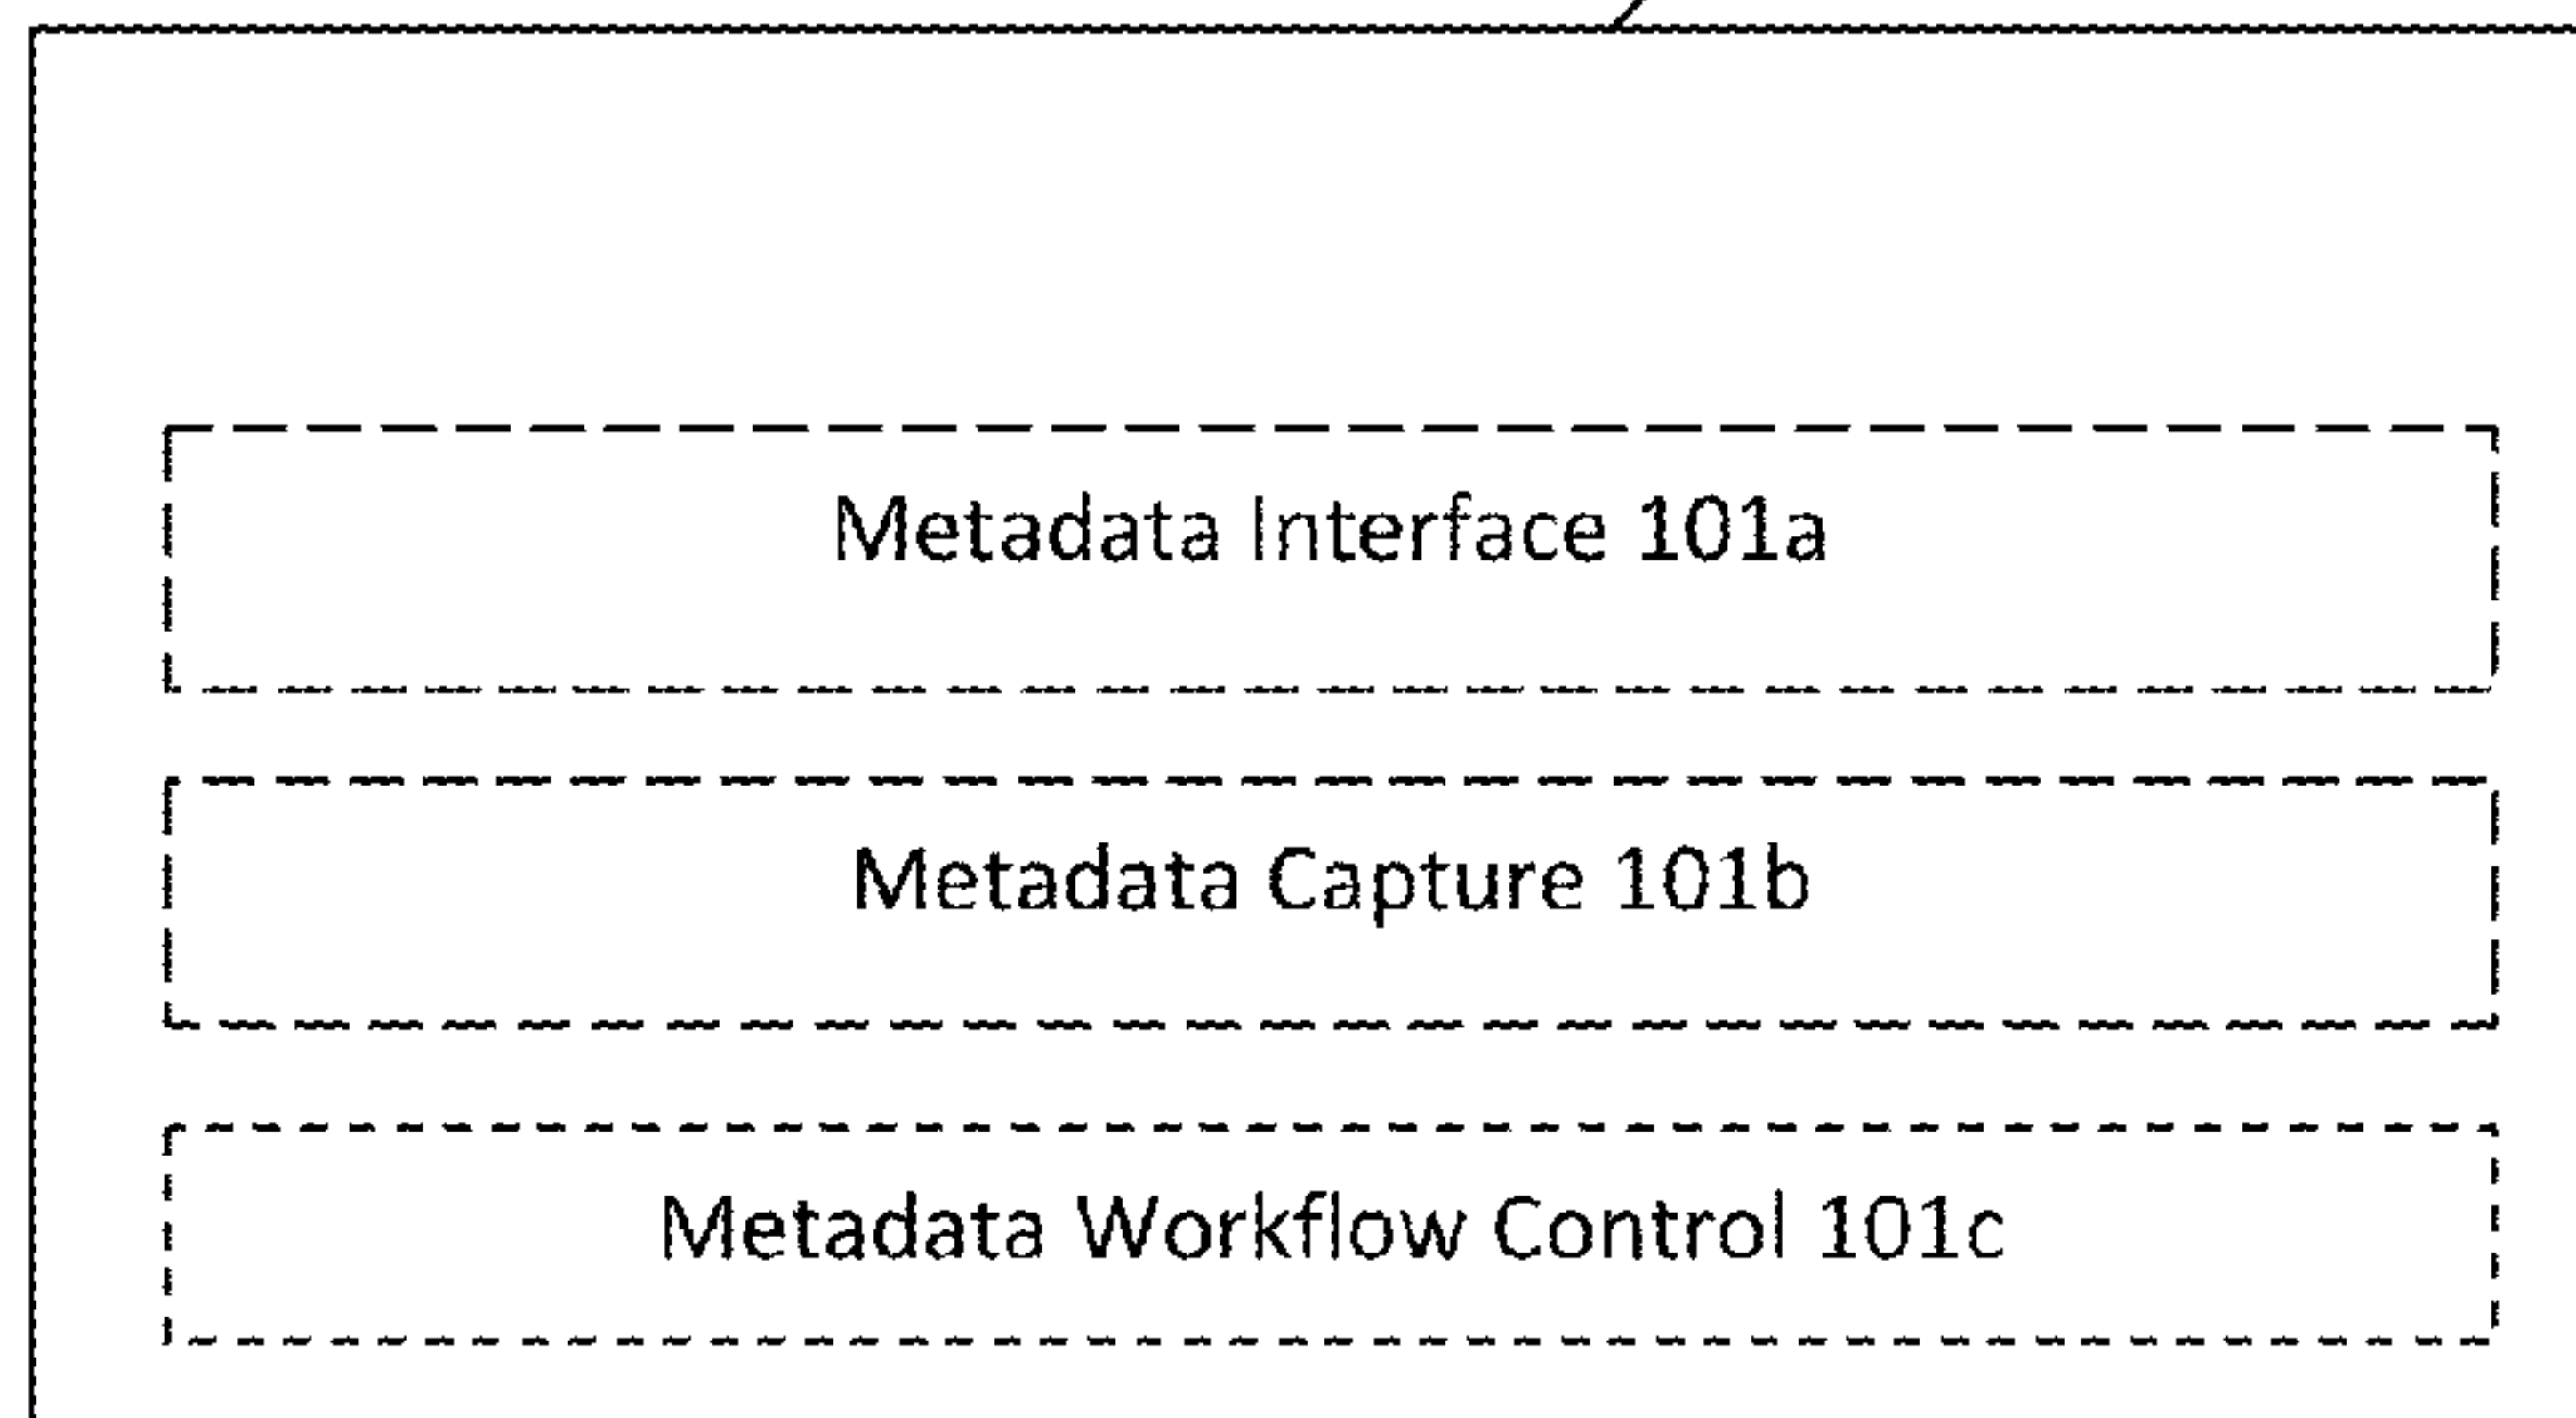 Metadata Interface 101a
Metadata Capture 101b
Metadata Workflow Control 101c